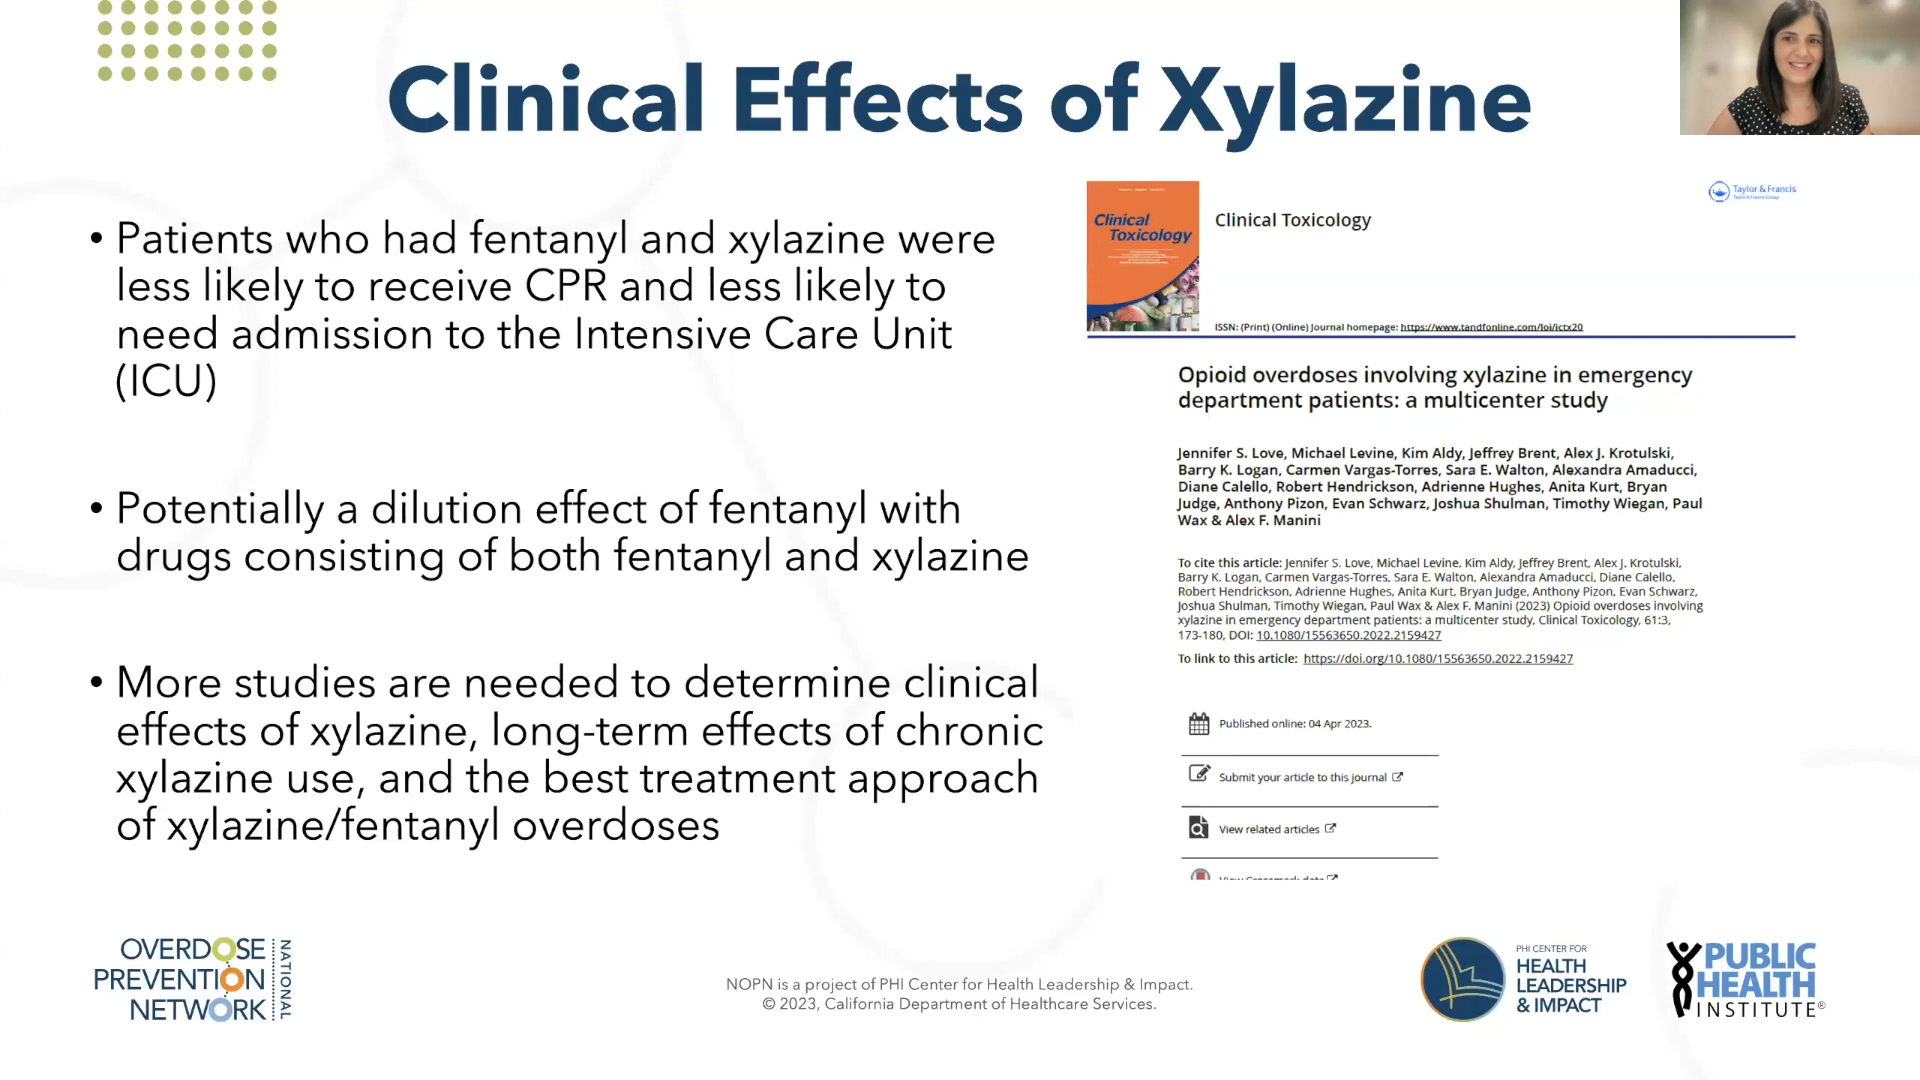 Clinical Effects of Xylazine
• Patients who had fentanyl and xylazine were
less likely to receive CPR and less likely to
need admission to the Intensive Care Unit
(ICU)
• Potentially a dilution effect of fentanyl with
drugs consisting of both fentanyl and xylazine
• More studies are needed to determine clinical
effects of xylazine, long-term effects of chronic
xylazine use, and the best treatment approach
of xylazine/fentanyl overdoses
Clinical
Toxicology
Clinical Toxicology
Taylor & Francis
Taylor & Francis Group
ISSN: (Print) (Online) Journal homepage: https://www.tandfonline.com/loi/ictx20
Opioid overdoses involving xylazine in emergency
department patients: a multicenter study
Jennifer S. Love, Michael Levine, Kim Aldy, Jeffrey Brent, Alex J. Krotulski,
Barry K. Logan, Carmen Vargas-Torres, Sara E. Walton, Alexandra Amaducci,
Diane Calello, Robert Hendrickson, Adrienne Hughes, Anita Kurt, Bryan
Judge, Anthony Pizon, Evan Schwarz, Joshua Shulman, Timothy Wiegan, Paul
Wax & Alex F. Manini
To cite this article: Jennifer S. Love, Michael Levine, Kim Aldy, Jeffrey Brent, Alex J. Krotulski,
Barry K. Logan, Carmen Vargas-Torres, Sara E. Walton, Alexandra Amaducci, Diane Calello,
Robert Hendrickson, Adrienne Hughes, Anita Kurt, Bryan Judge, Anthony Pizon, Evan Schwarz,
Joshua Shulman, Timothy Wiegan, Paul Wax & Alex F. Manini (2023) Opioid overdoses involving
xylazine in emergency department patients: a multicenter study, Clinical Toxicology, 61:3,
173-180, DOI: 10.1080/15563650.2022.2159427
To link to this article: https://doi.org/10.1080/15563650.2022.2159427
Published online: 04 Apr 2023.
Submit your article to this journal
View related articles
View Crossmark data
OVERDOSE
PREVENTION
NETWORK
NATIONAL
NOPN is a project of PHI Center for Health Leadership & Impact.
© 2023, California Department of Healthcare Services.
PHI CENTER FOR
HEALTH
LEADERSHIP
& IMPACT
PUBLIC
HEALTH
INSTITUTE®